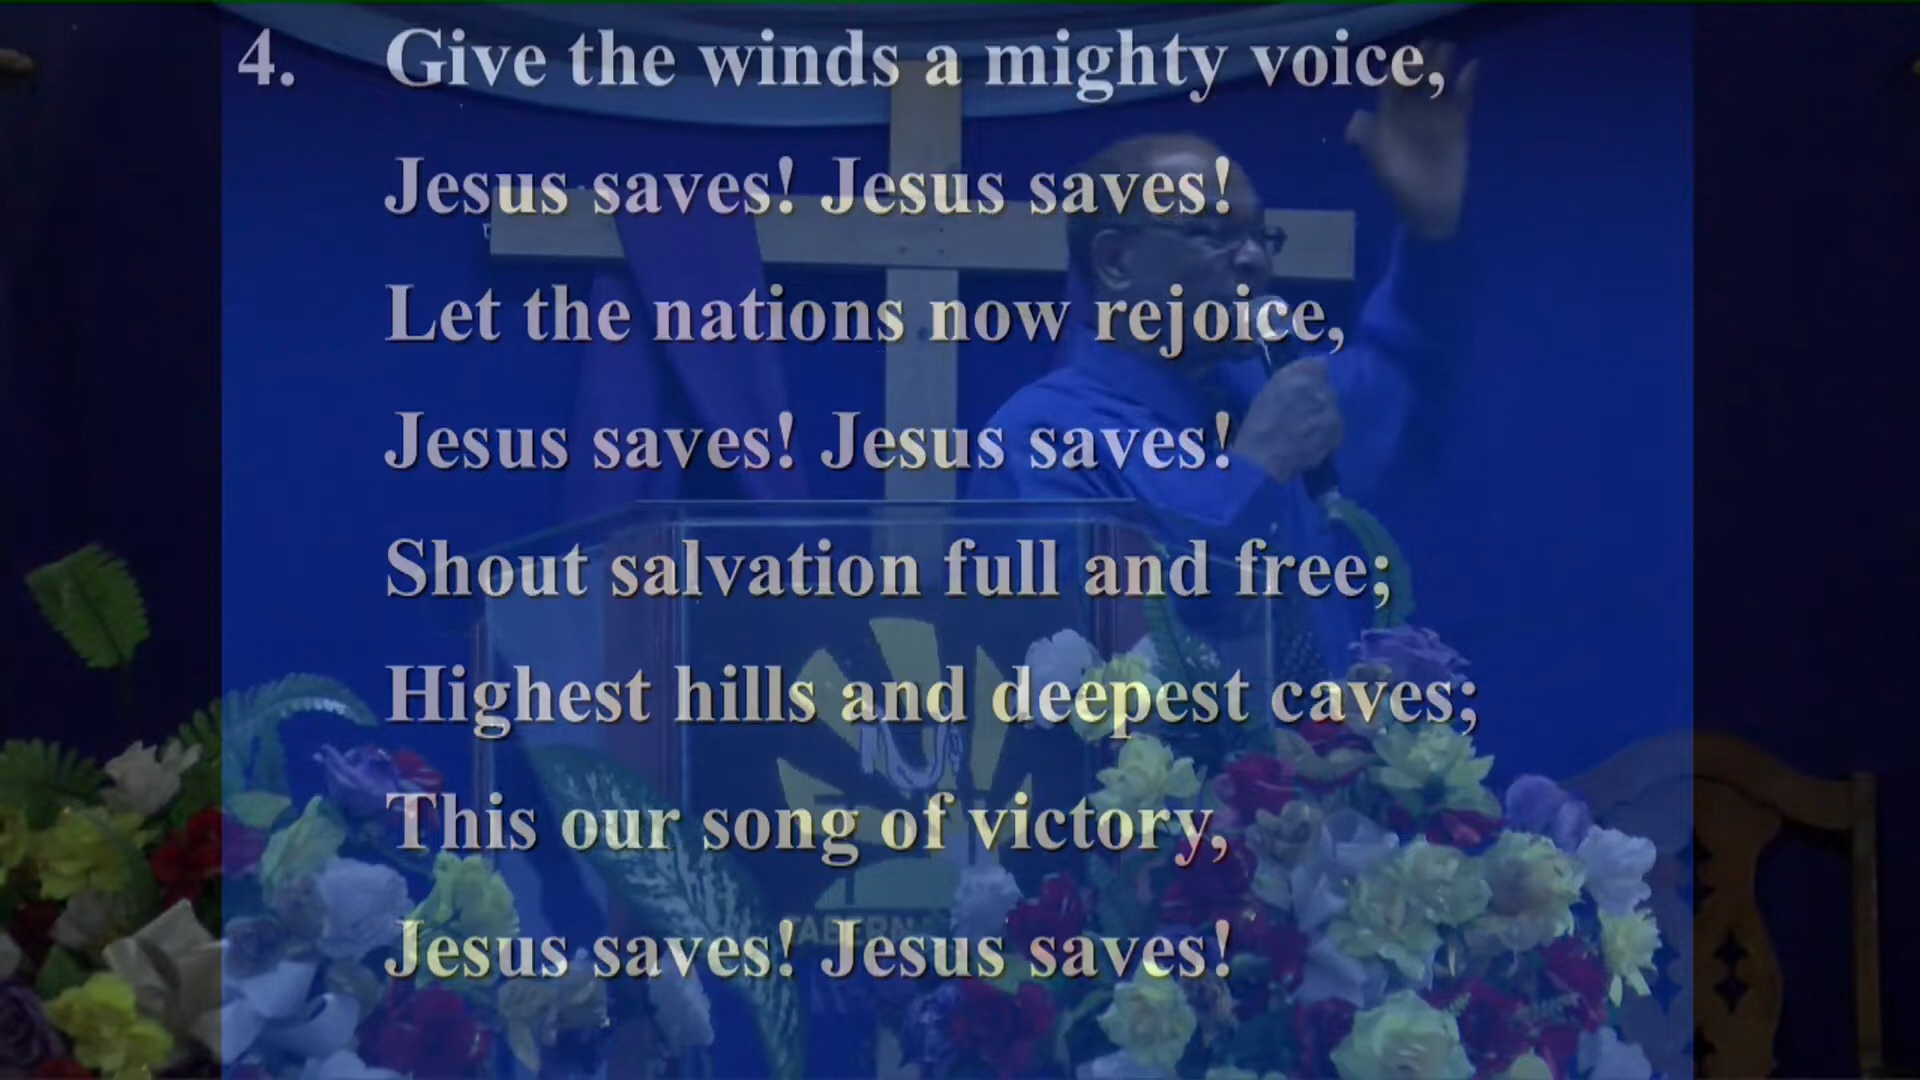 4. Give the winds a mighty voice,
Jesus saves! Jesus saves!
Let the nations now rejoice,
Jesus saves! Jesus saves!
Shout salvation full and free;
Highest hills and deepest caves;
This our song of victory,
Jesus saves! Jesus saves!